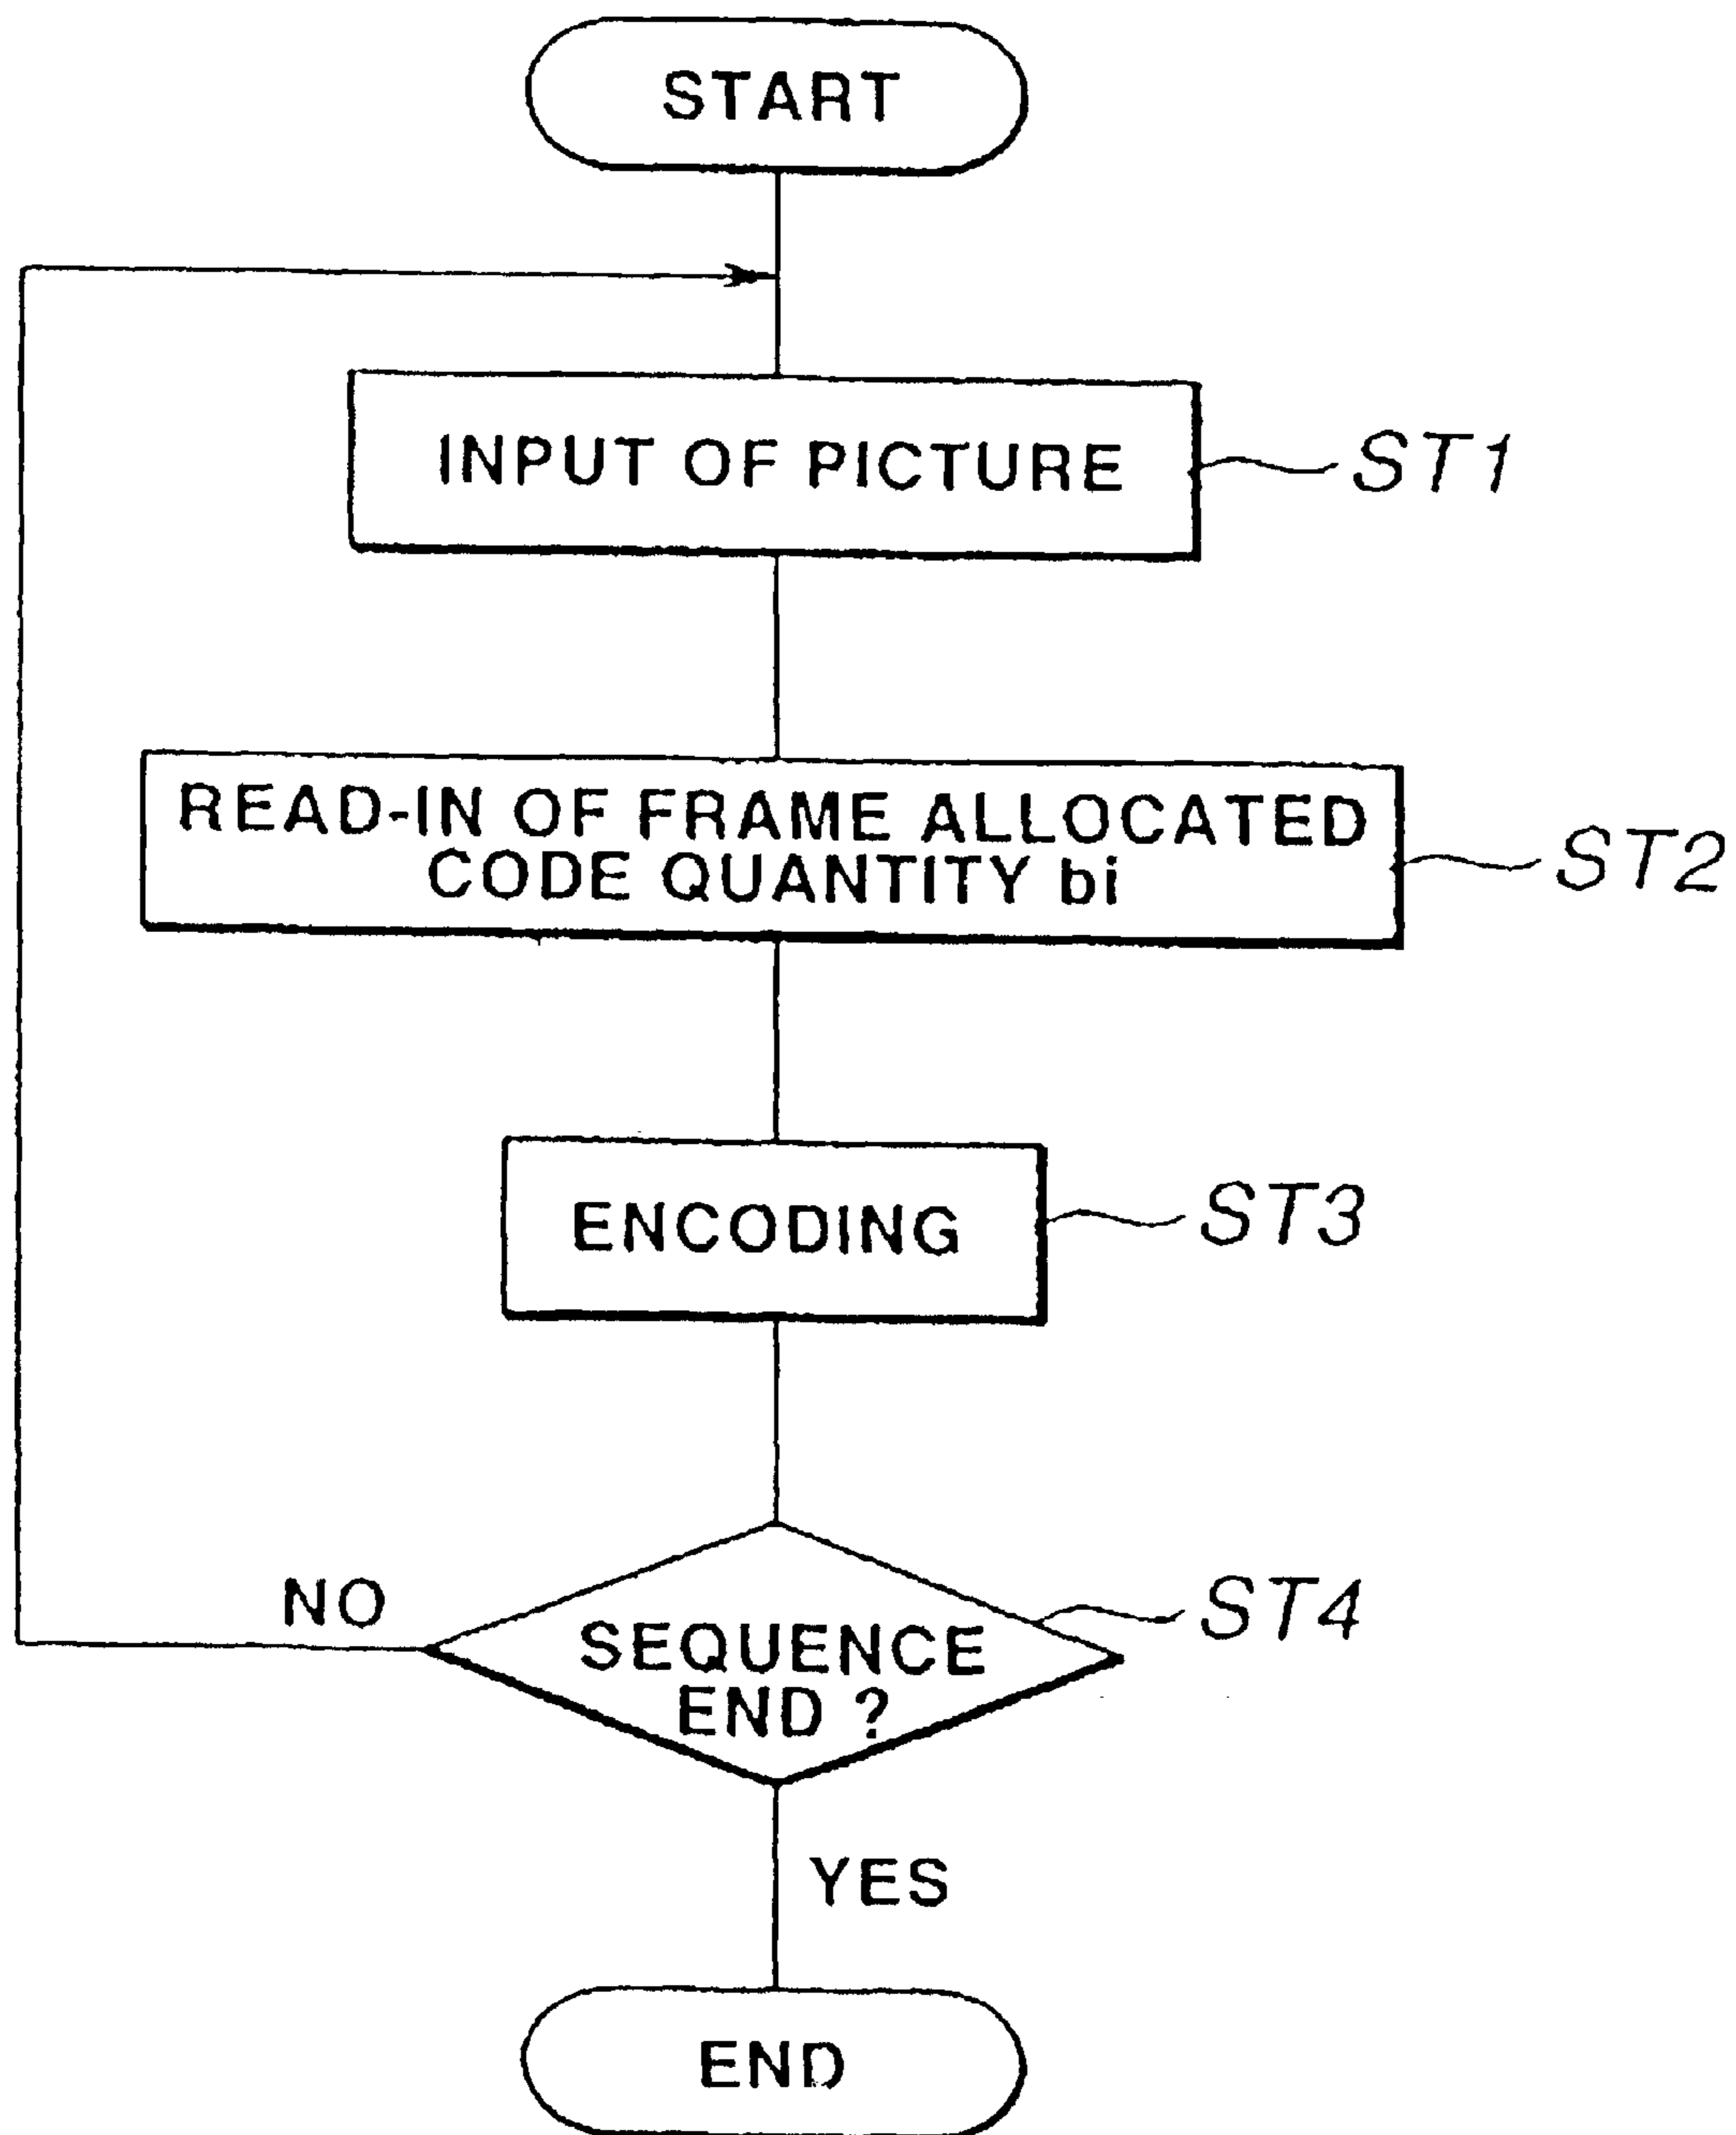 START
INPUT OF PICTURE
ST1
READ-IN OF FRAME ALLOCATED
CODE QUANTITY bi
ST2
ENCODING
ST3
NO
ST4
SEQUENCE
END ?
YES
END